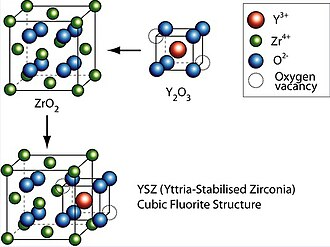 Y³⁺
Zr⁴⁺
O²⁻
Oxygen
vacancy
ZrO₂
Y₂O₃
YSZ (Yttria-Stabilised Zirconia)
Cubic Fluorite Structure